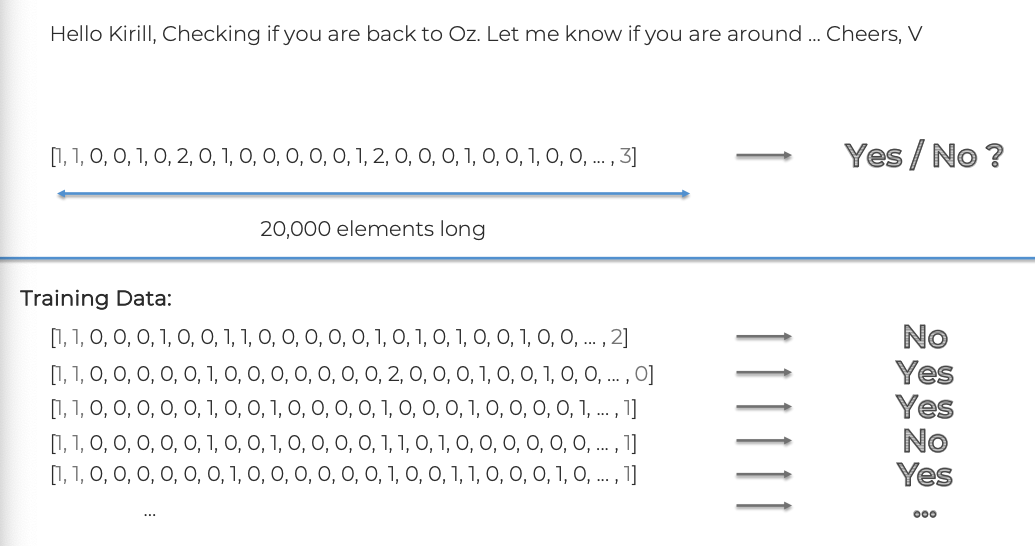 Hello Kirill, Checking if you are back to Oz. Let me know if you are around ... Cheers, V
[1, 1, 0, 0, 1, 0, 2, 0, 1, 0, 0, 0, 0, 0, 1, 2, 0, 0, 0, 1, 0, 0, 1, 0, 0, ... , 3] Yes / No ?
20,000 elements long
Training Data:
[1, 1, 0, 0, 0, 1, 0, 0, 1, 1, 0, 0, 0, 0, 0, 1, 0, 1, 0, 1, 0, 0, 1, 0, 0, ... , 2] No
[1, 1, 0, 0, 0, 0, 0, 1, 0, 0, 0, 0, 0, 0, 0, 2, 0, 0, 0, 1, 0, 0, 1, 0, 0, ... , 0] Yes
[1, 1, 0, 0, 0, 0, 0, 1, 0, 0, 1, 0, 0, 0, 0, 1, 0, 0, 0, 1, 0, 0, 0, 0, 1, ... , 1] Yes
[1, 1, 0, 0, 0, 0, 0, 1, 0, 0, 1, 0, 0, 0, 0, 1, 1, 0, 1, 0, 0, 0, 0, 0, 0, ... , 1] No
[1, 1, 0, 0, 0, 0, 0, 0, 1, 0, 0, 0, 0, 0, 0, 1, 0, 0, 1, 1, 0, 0, 0, 1, 0, ... , 1] Yes
... ...